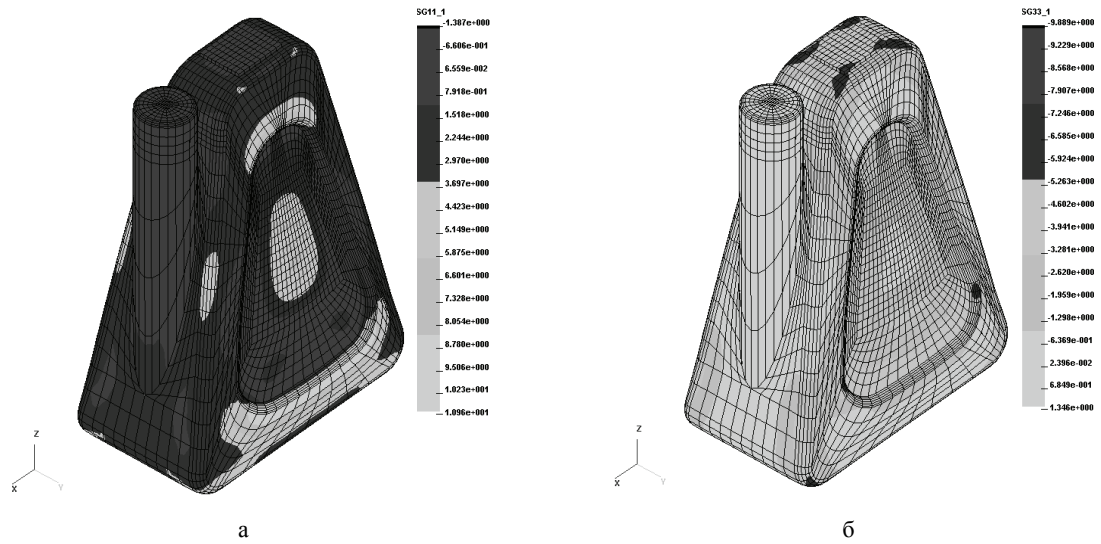 SG11_1
-1.387e+000
-6.606e-001
6.559e-002
7.918e-001
1.518e+000
2.244e+000
2.970e+000
3.697e+000
4.423e+000
5.149e+000
5.875e+000
6.601e+000
7.328e+000
8.054e+000
8.780e+000
9.506e+000
1.023e+001
1.096e+001
Z
X
Y
а
SG33_1
-9.889e+000
-9.229e+000
-8.568e+000
-7.907e+000
-7.246e+000
-6.585e+000
-5.924e+000
-5.263e+000
-4.602e+000
-3.941e+000
-3.281e+000
-2.620e+000
-1.959e+000
-1.298e+000
-6.369e-001
2.396e-002
6.849e-001
1.346e+000
Z
X
Y
б